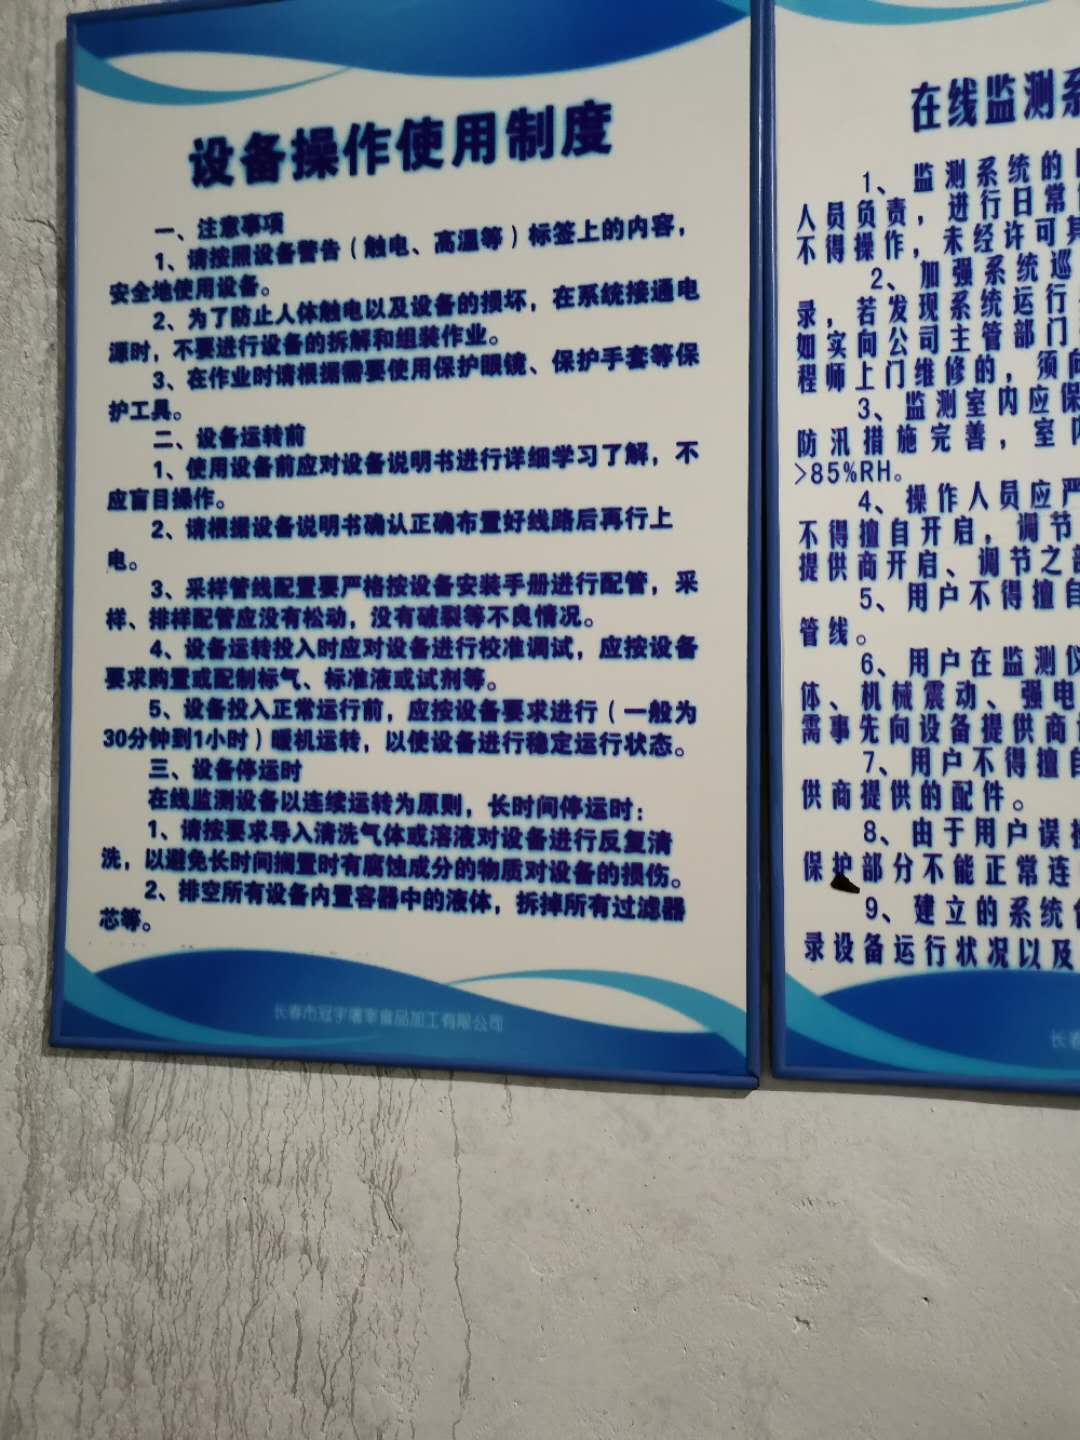 设备操作使用制度
一、注意事项
1、请按照设备警告（触电、高温等）标签上的内容，
安全地使用设备。
2、为了防止人体触电以及设备的损坏，在系统接通电
源时，不要进行设备的拆解和组装作业。
3、在作业时请根据需要使用保护眼镜、保护手套等保
护工具。
二、设备运转前
1、使用设备前应对设备说明书进行详细学习了解，不
应盲目操作。
2、请根据设备说明书确认正确布置好线路后再行上
电。
3、采样管线配置要严格按设备安装手册进行配管，采
样、排样配管应没有松动，没有破裂等不良情况。
4、设备运转投入时应对设备进行校准调试，应按设备
要求购置或配制标气、标准液或试剂等。
5、设备投入正常运行前，应按设备要求进行（一般为
30分钟到1小时）暖机运转，以使设备进行稳定运行状态。
三、设备停运时
在线监测设备以连续运转为原则，长时间停运时：
1、请按要求导入清洗气体或溶液对设备进行反复清
洗，以避免长时间搁置时有腐蚀成分的物质对设备的损伤。
2、排空所有设备内置容器中的液体，拆掉所有过滤器
芯等。
长春市冠宇 食品加工有限公司
在线监测系
1、监测系统的
人员负责，进行日常
不得操作，未经许可其
2、加强系统巡
录，若发现系统运行
如实向公司主管部门
程师上门维修的，须向
3、监测室内应保
防汛措施完善，室内
>85%RH。
4、操作人员应严
不得擅自开启，调节
提供商开启、调节之部
5、用户不得擅自
管线。
6、用户在监测仪
体、机械震动、强电
需事先向设备提供商
7、用户不得擅自
供商提供的配件。
8、由于用户误操
保护部分不能正常连
9、建立的系统
录设备运行状况以及
长春